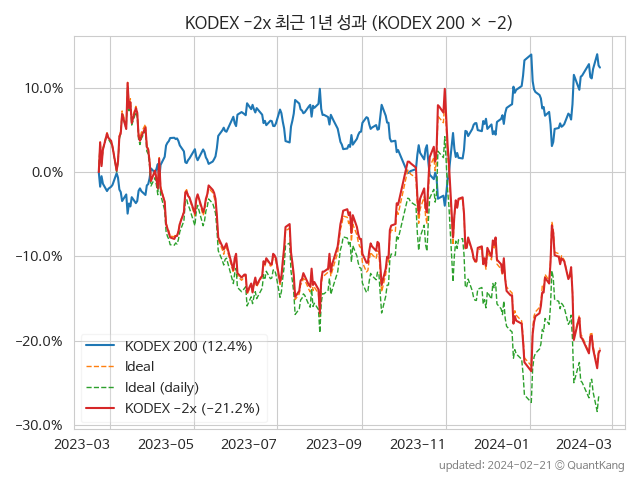 KODEX -2x 최근 1년 성과 (KODEX 200 × -2)
10.0%
0.0%
-10.0%
-20.0%
-30.0%
KODEX 200 (12.4%)
Ideal
Ideal (daily)
KODEX -2x (-21.2%)
2023-03 2023-05 2023-07 2023-09 2023-11 2024-01 2024-03
updated: 2024-02-21 © QuantKang